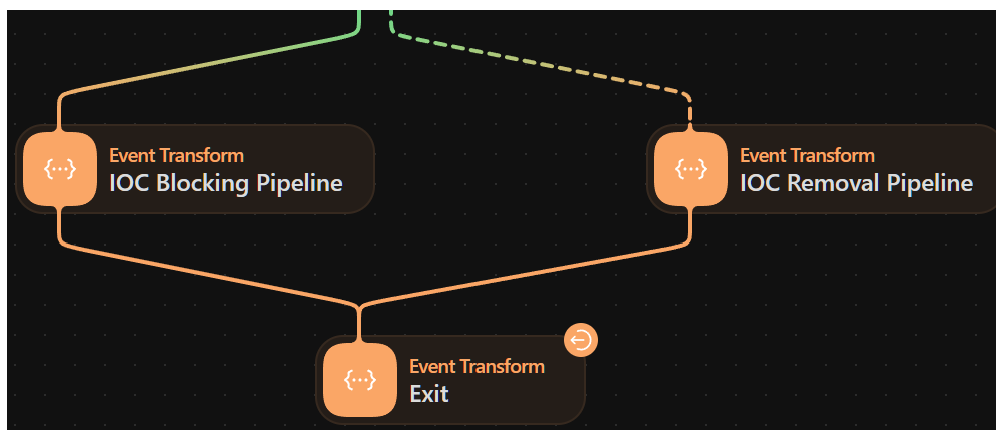 Event Transform
IOC Blocking Pipeline
Event Transform
IOC Removal Pipeline
Event Transform
Exit